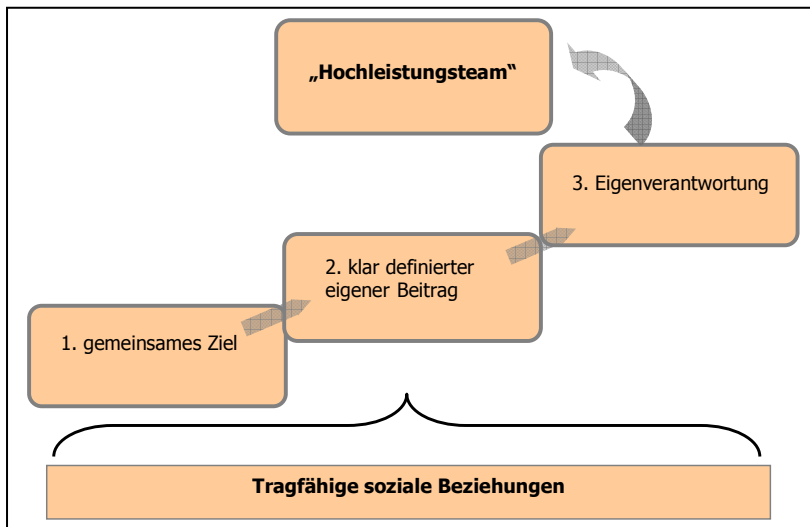 „Hochleistungsteam“
3. Eigenverantwortung
2. klar definierter
eigener Beitrag
1. gemeinsames Ziel
Tragfähige soziale Beziehungen